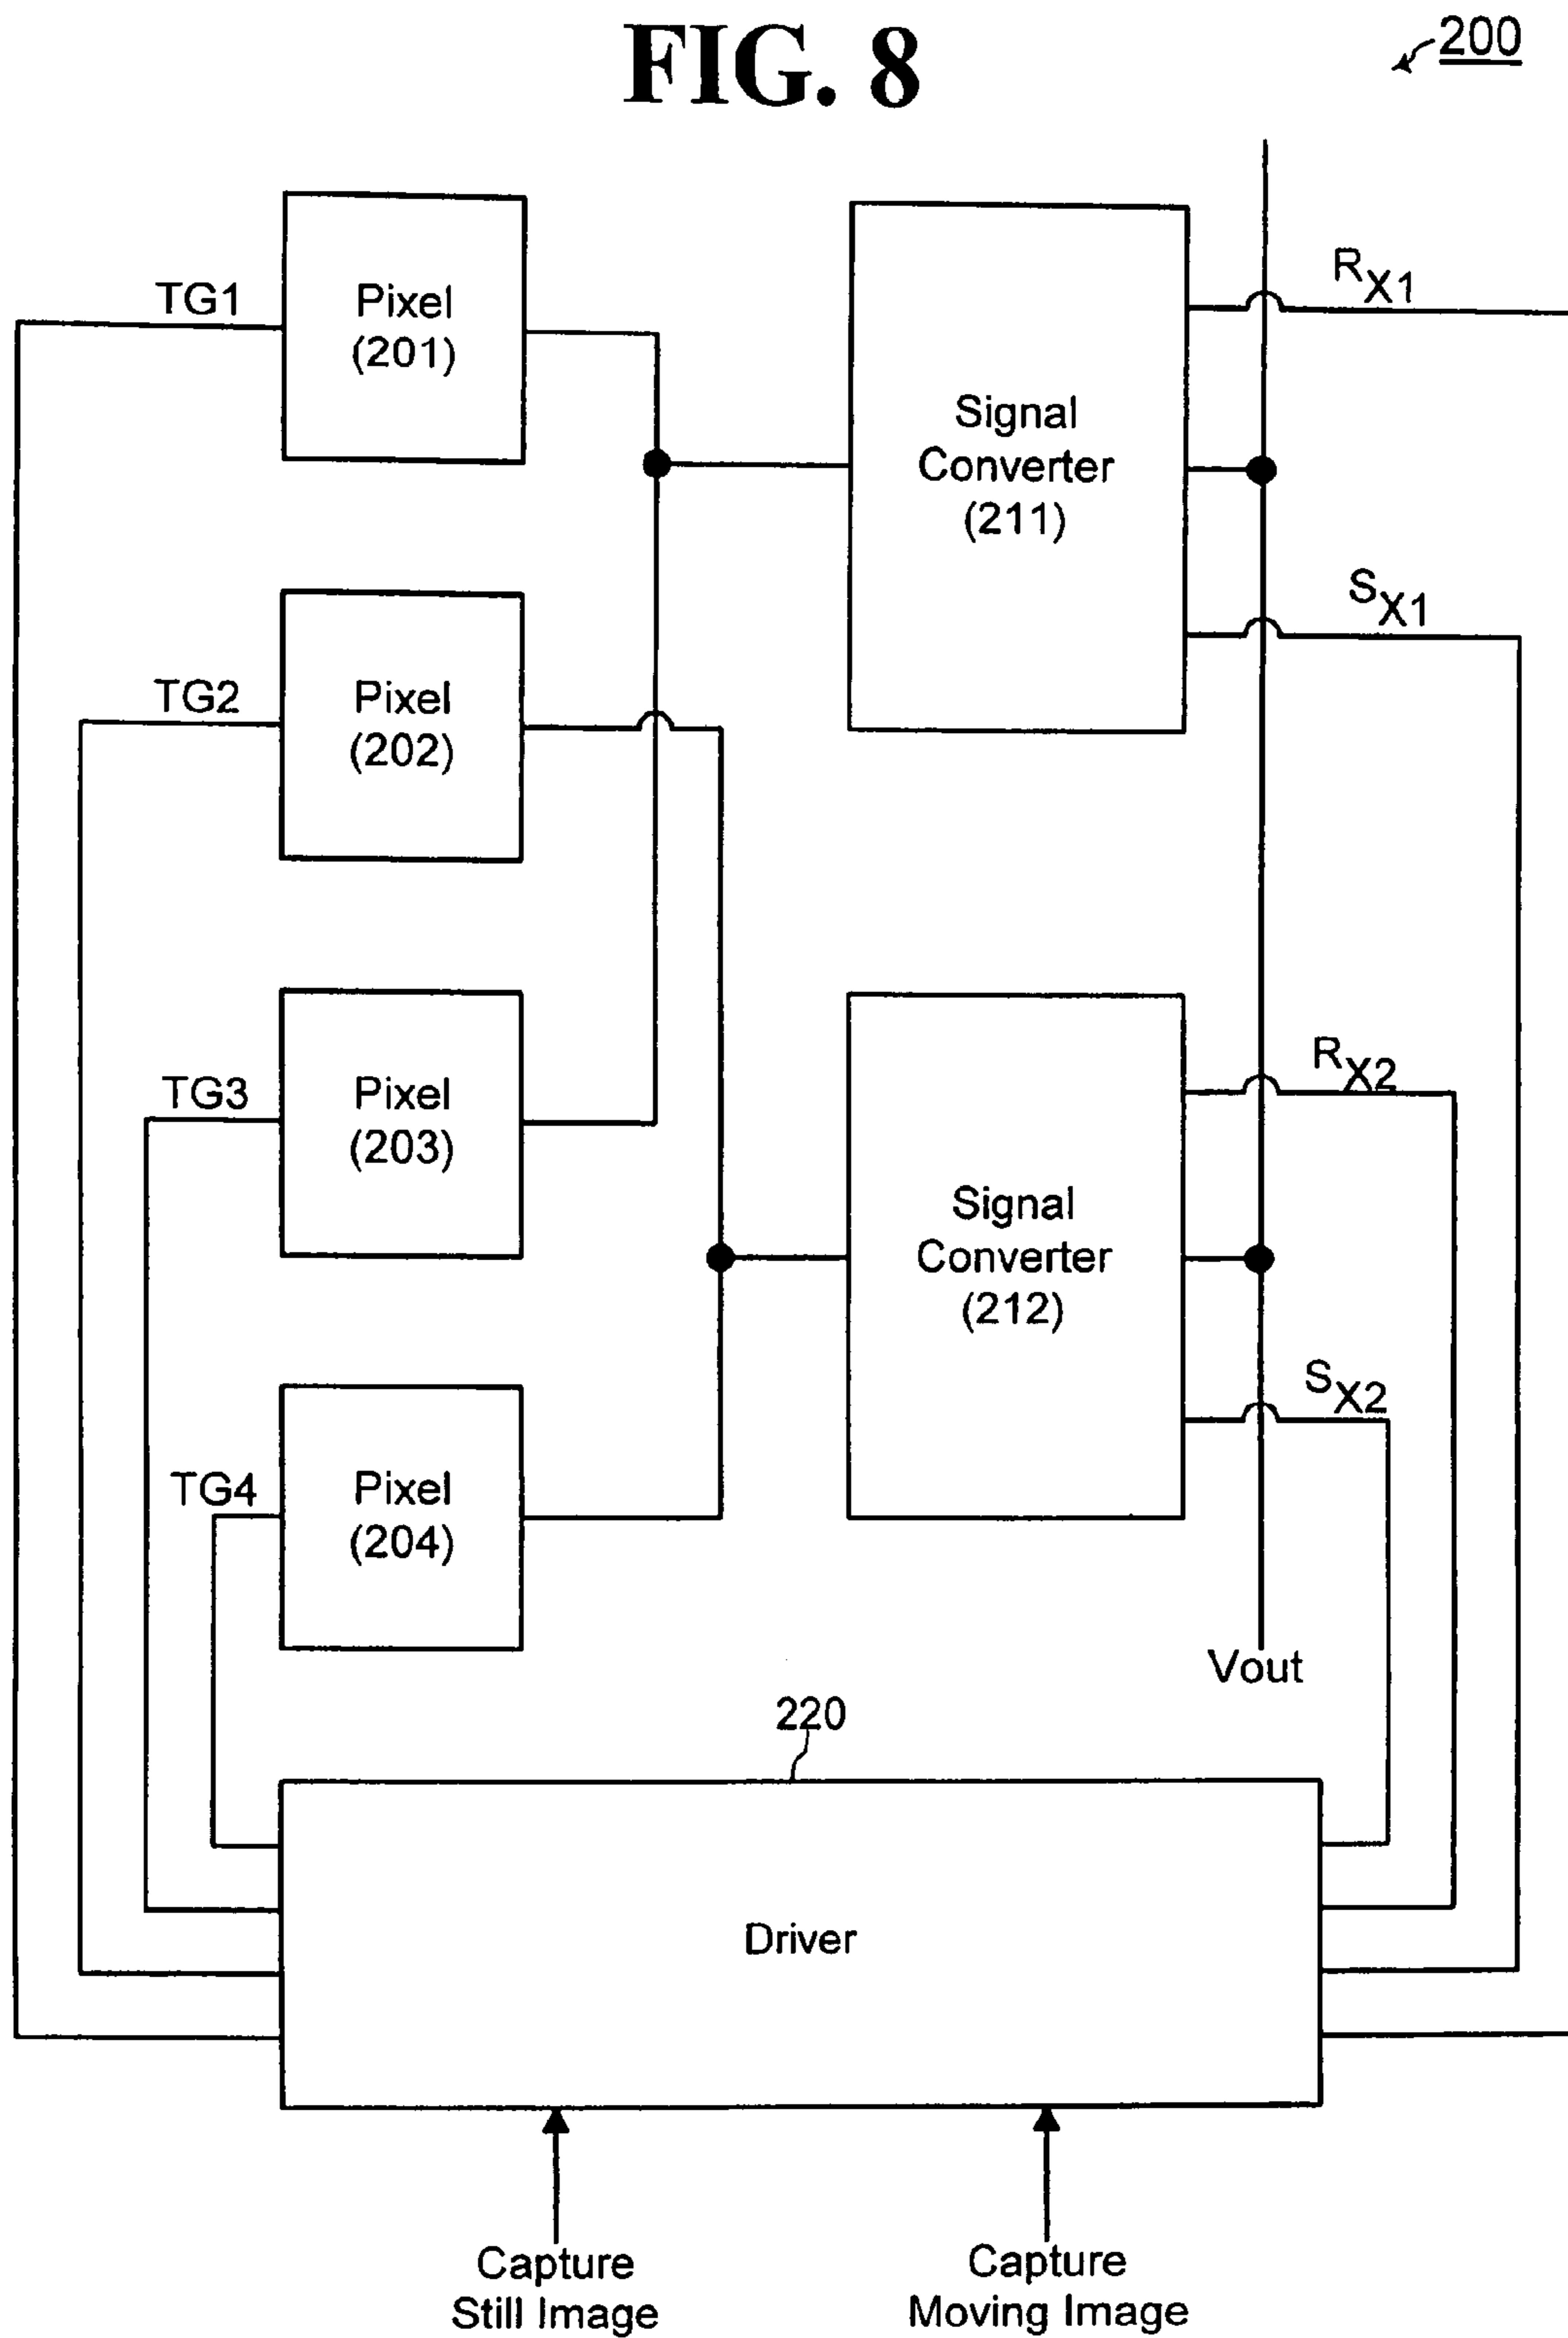 FIG. 8
200
TG1
Pixel
(201)
Signal
Converter
(211)
RX1
SX1
TG2
Pixel
(202)
TG3
Pixel
(203)
Signal
Converter
(212)
RX2
SX2
TG4
Pixel
(204)
Vout
220
Driver
Capture
Still Image
Capture
Moving Image